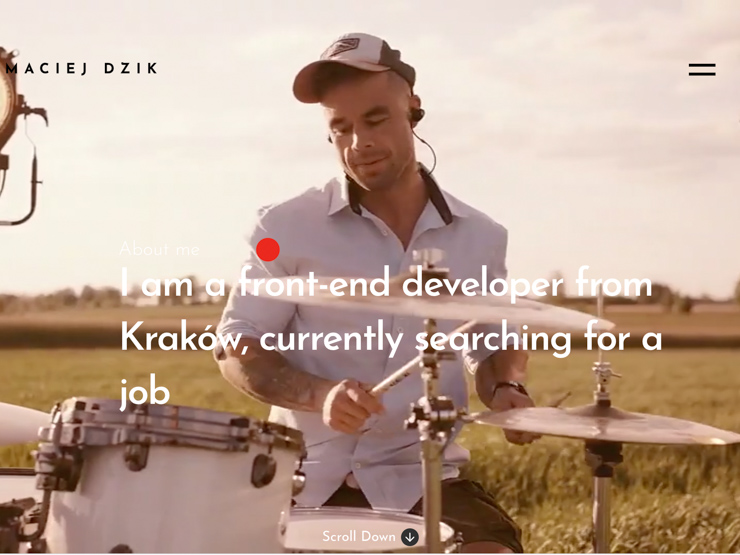 MACIEJ DZIK
About me
I am a front-end developer from
Kraków, currently searching for a
job
Scroll Down